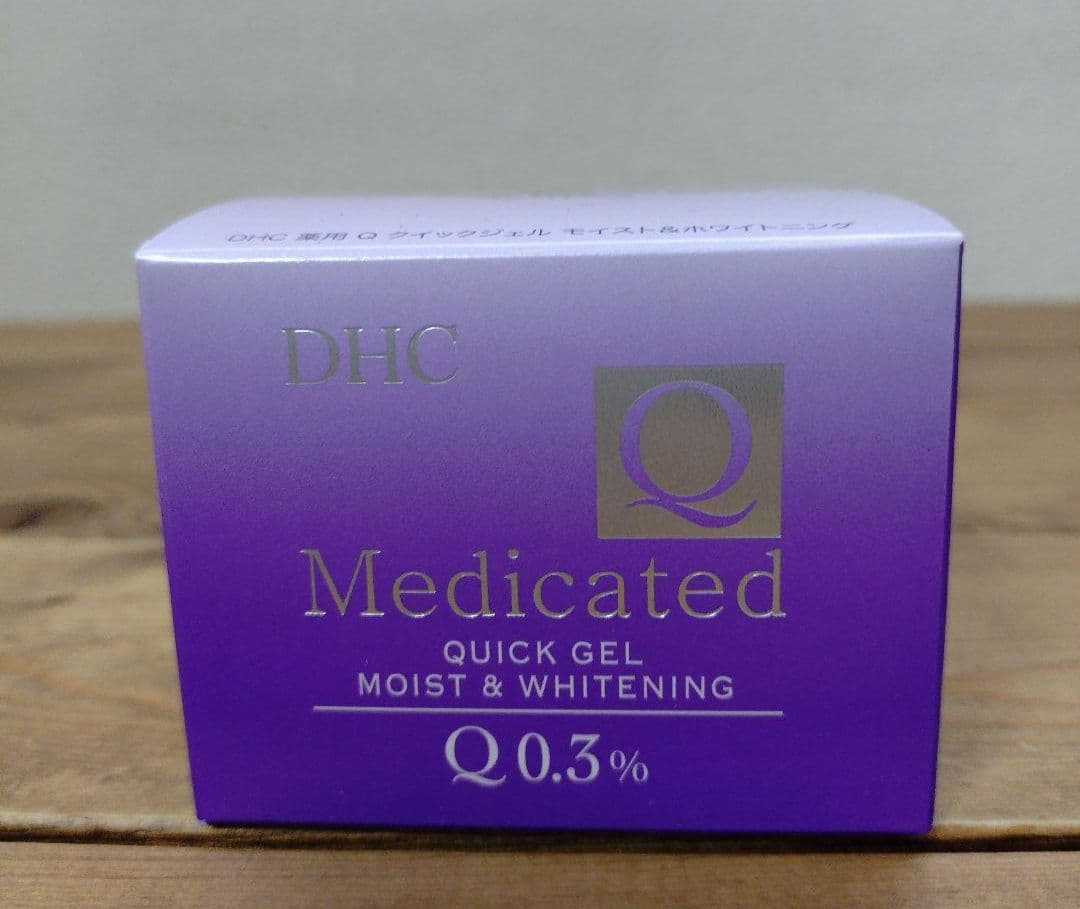 DHC 薬用 Q クイックジェル モイスト&ホワイトニング
DHC
Q
Medicated
QUICK GEL
MOIST & WHITENING
Q 0.3%